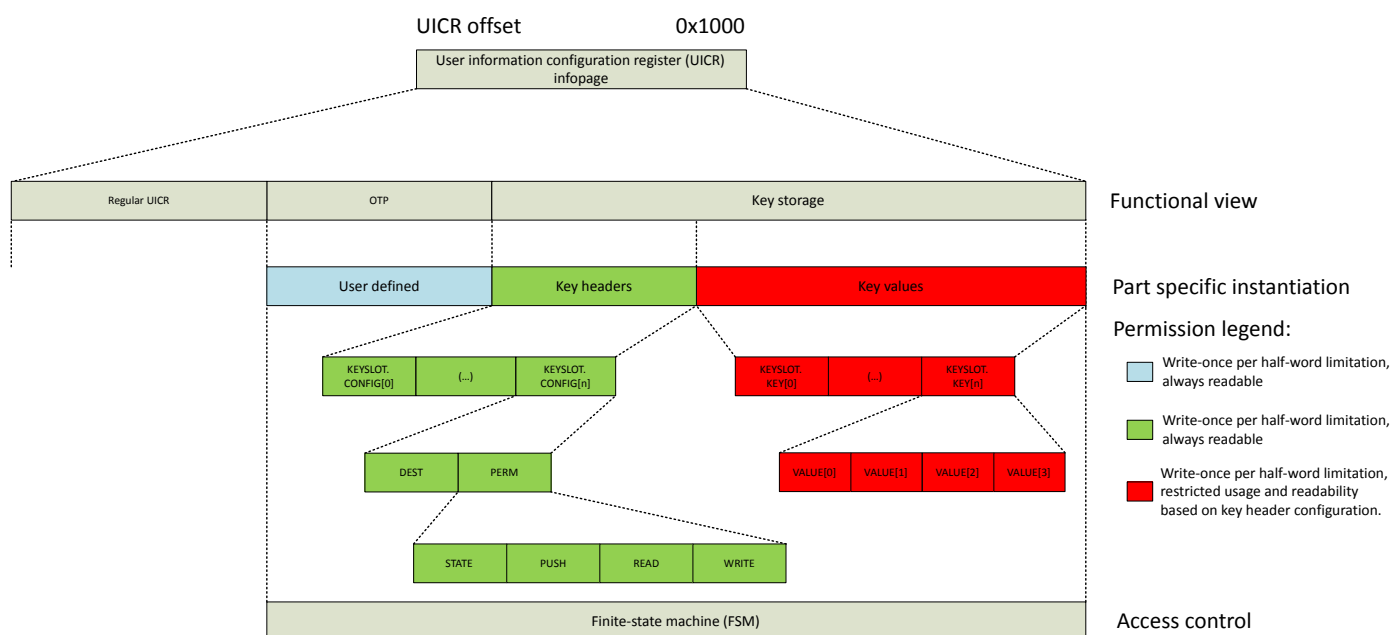 UICR offset 0x1000
User information configuration register (UICR)
infopage
Regular UICR OTP Key storage Functional view
User defined Key headers Key values Part specific instantiation
Permission legend:
KEYSLOT.
CONFIG[0]
(...)
KEYSLOT.
CONFIG[n]
KEYSLOT.
KEY[0]
(...)
KEYSLOT.
KEY[n]
Write-once per half-word limitation,
always readable
Write-once per half-word limitation,
always readable
DEST PERM VALUE[0] VALUE[1] VALUE[2] VALUE[3]
Write-once per half-word limitation,
restricted usage and readability
based on key header configuration.
STATE PUSH READ WRITE
Finite-state machine (FSM) Access control